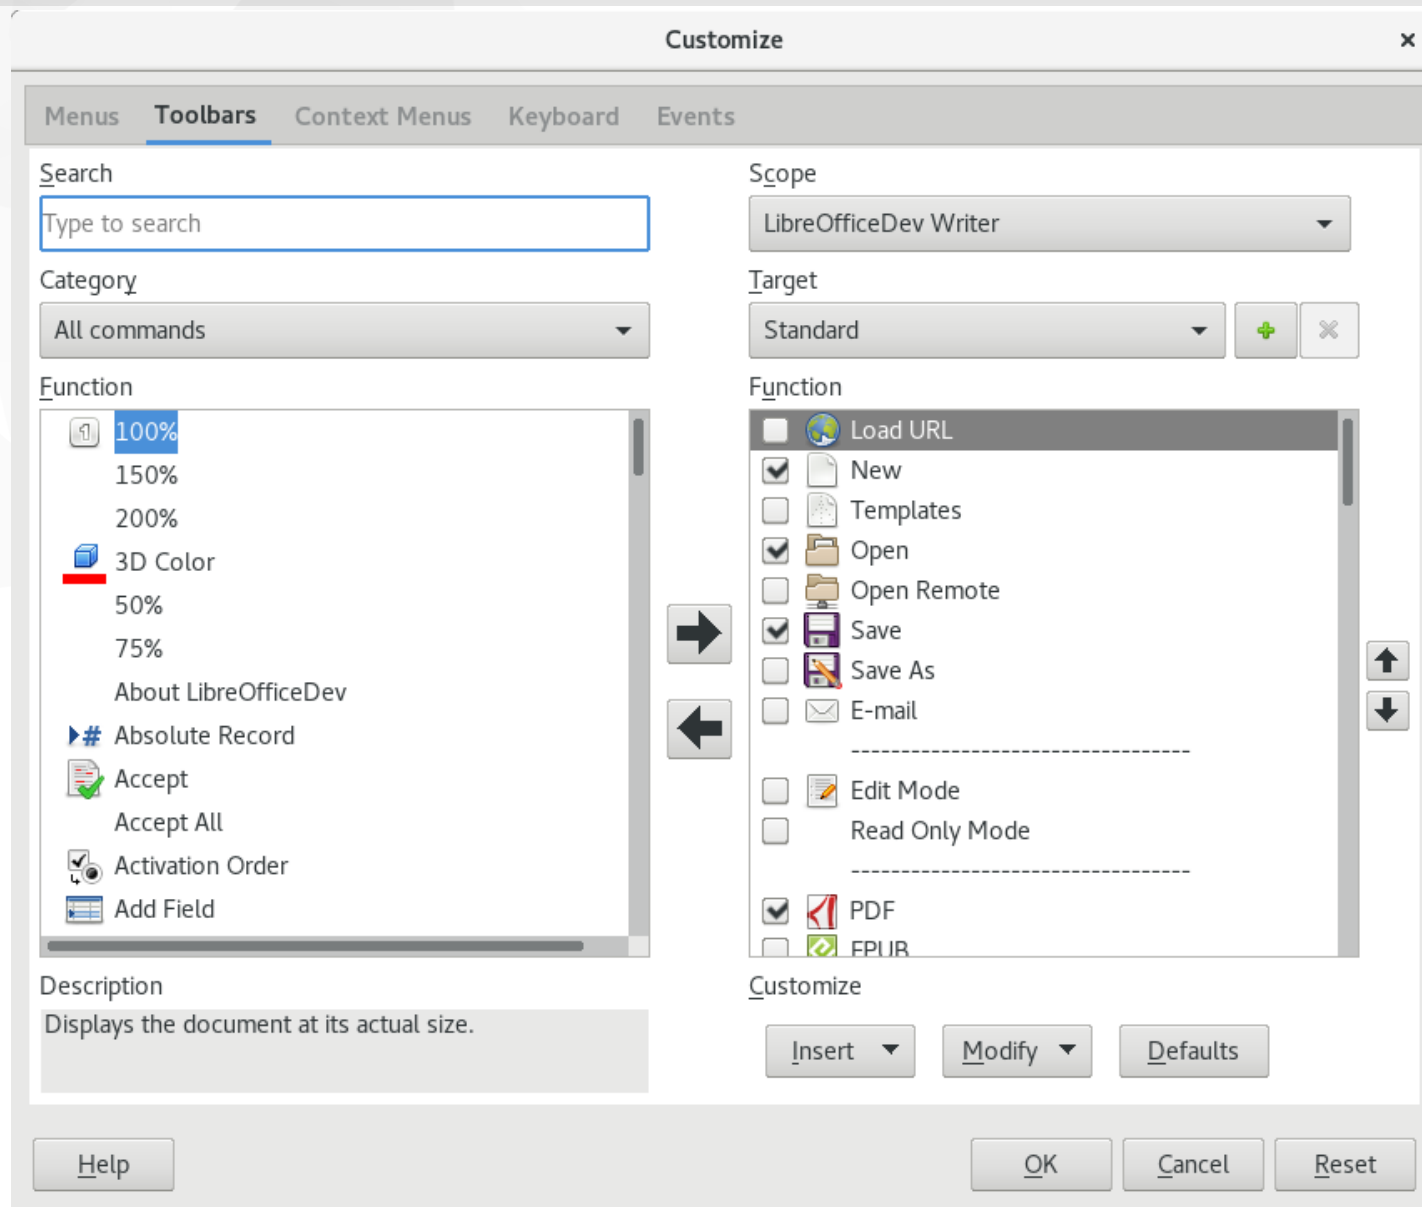 Customize
Menus Toolbars Context Menus Keyboard Events
Search
Type to search
Category
All commands
Function
100%
150%
200%
3D Color
50%
75%
About LibreOfficeDev
Absolute Record
Accept
Accept All
Activation Order
Add Field
Description
Displays the document at its actual size.
Scope
LibreOfficeDev Writer
Target
Standard
Function
Load URL
New
Templates
Open
Open Remote
Save
Save As
E-mail
----------------------------------
Edit Mode
Read Only Mode
----------------------------------
PDF
EPUB
Customize
Insert Modify Defaults
Help OK Cancel Reset